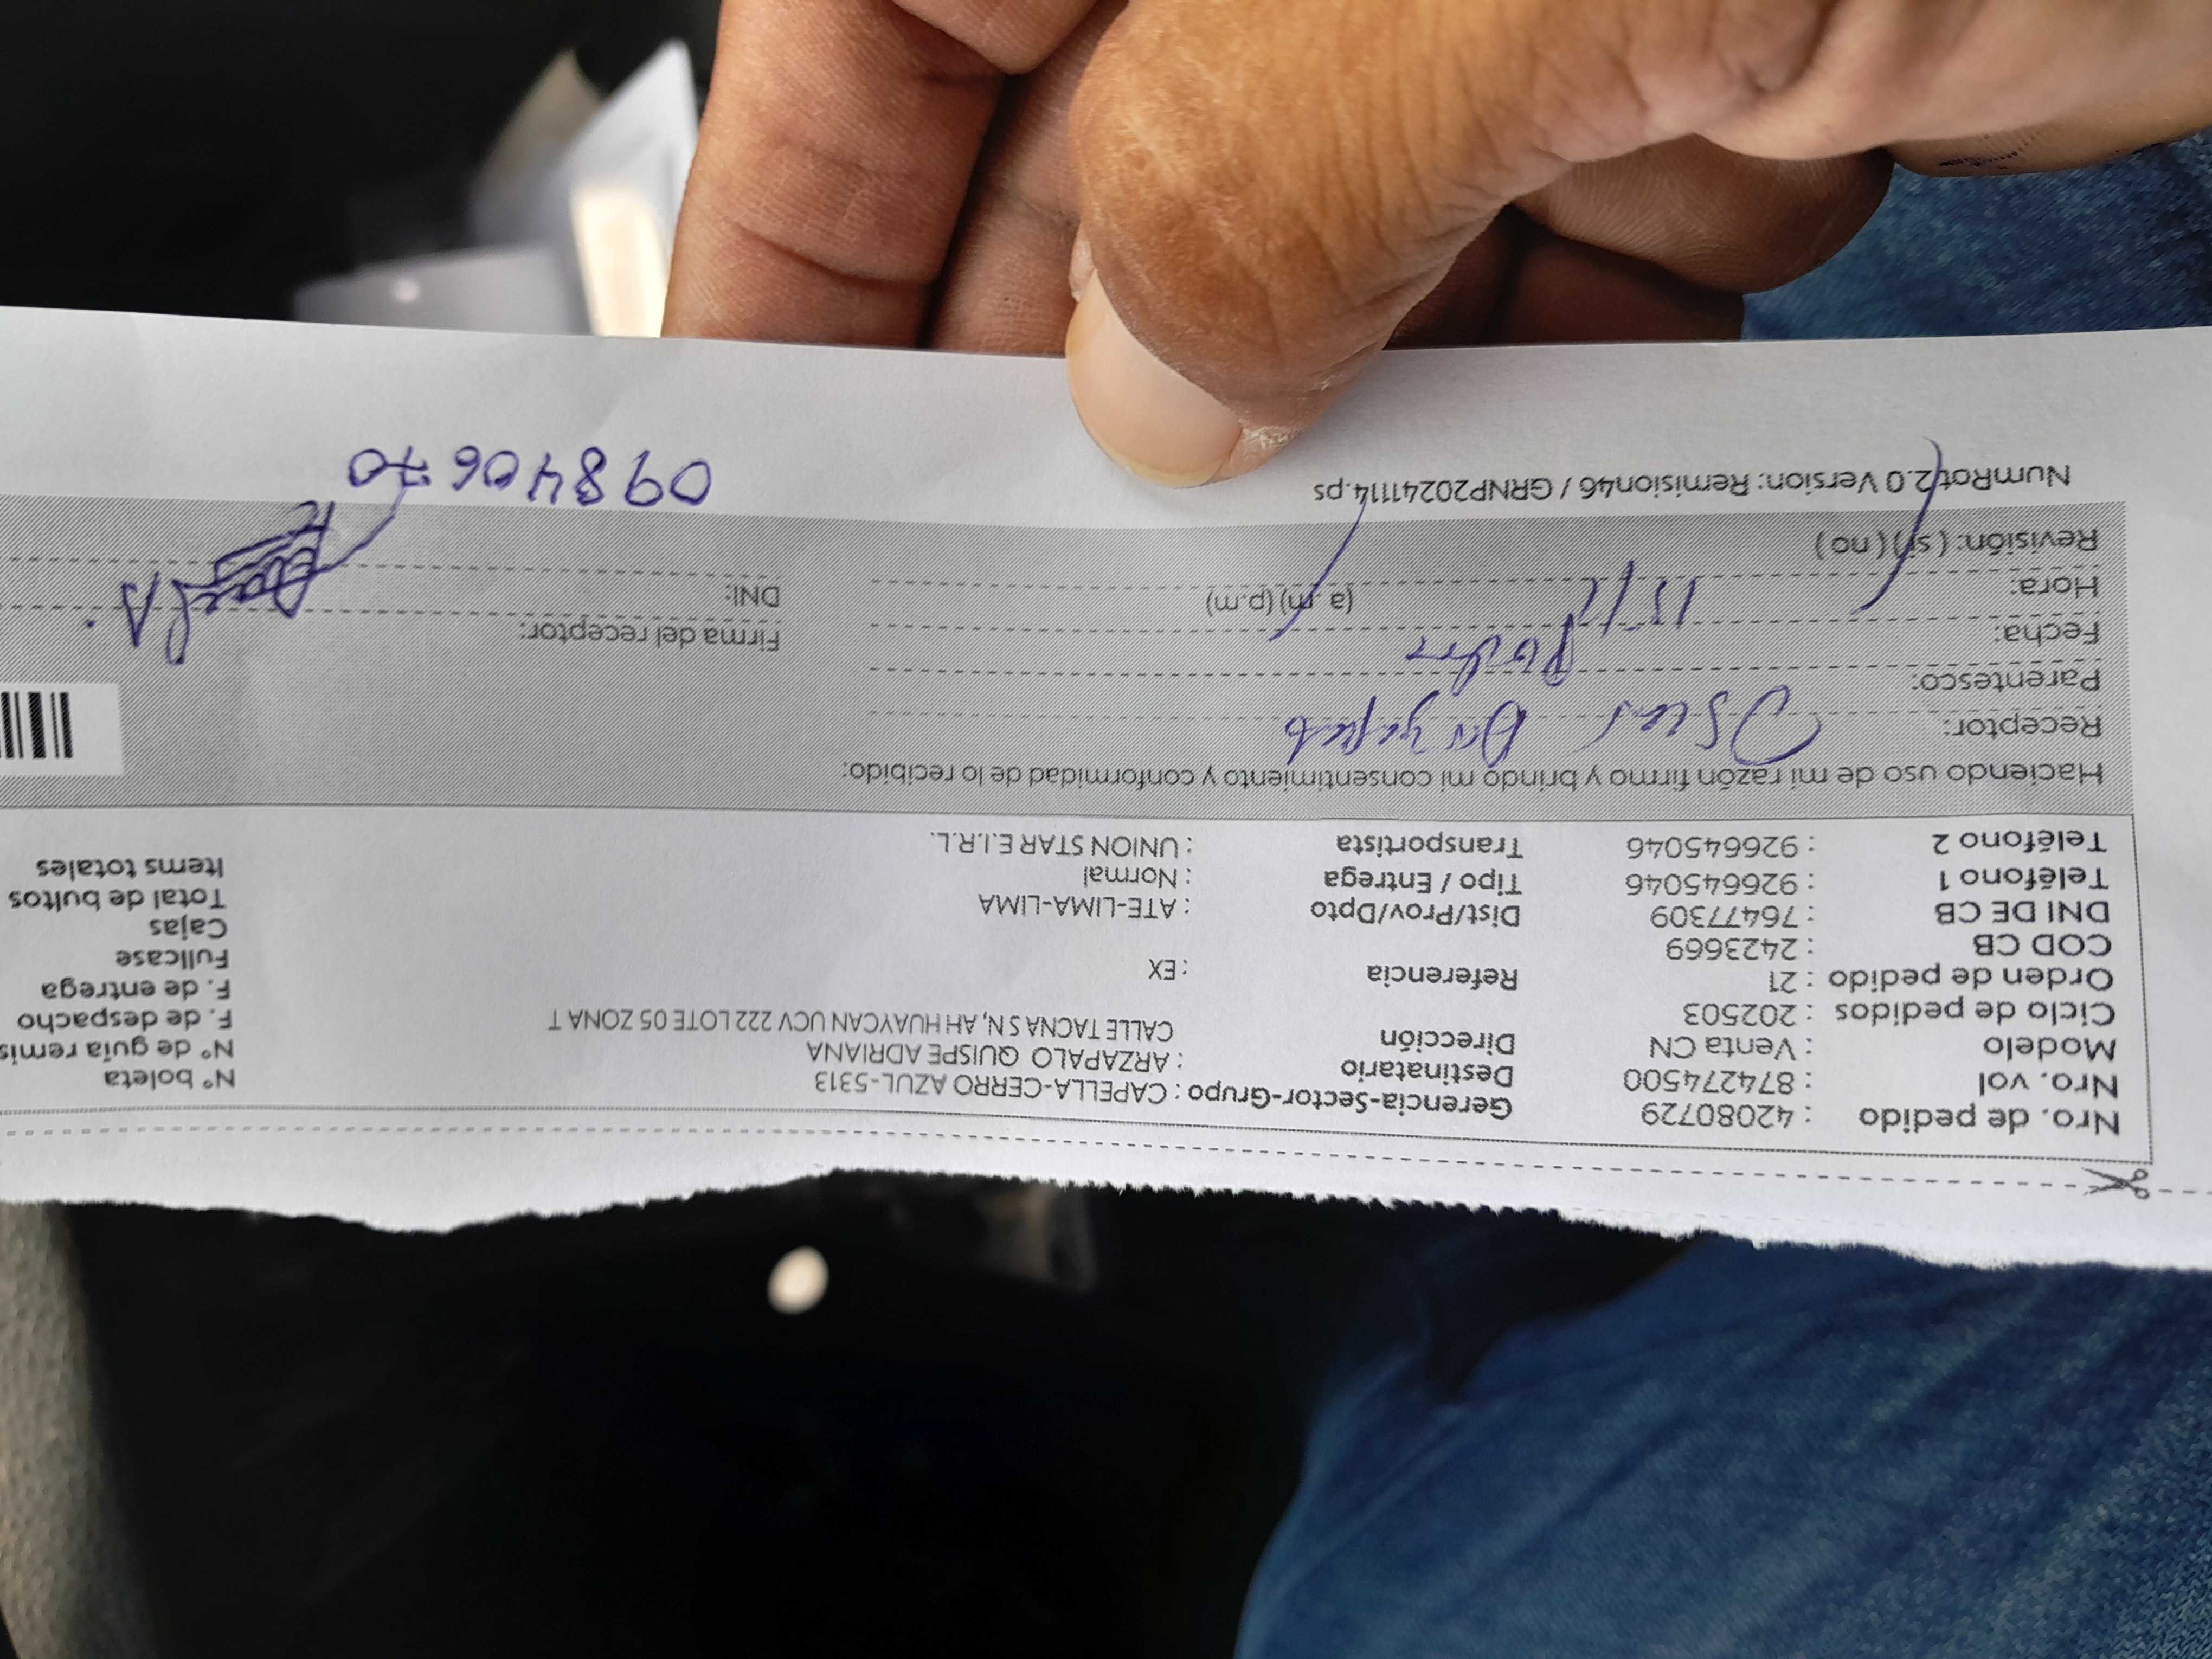 Nro. de pedido : 42080729 Gerencia-Sector-Grupo : CAPELLA-CERRO AZUL-5313 N° boleta
Nro. vol : 874274500 Destinatario : ARZAPALO QUISPE ADRIANA N° de guía remis
Modelo : Venta CN Dirección CALLE TACNA S N, AH HUAYCAN UCV 222 LOTE 05 ZONA T F. de despacho
Ciclo de pedidos : 202503 F. de entrega
Orden de pedido : 21 Referencia : EX Fullcase
COD CB : 2423669 Cajas
DNI DE CB : 76477309 Dist/Prov/Dpto : ATE-LIMA-LIMA Total de bultos
Teléfono 1 : 926645046 Tipo / Entrega : Normal Items totales
Teléfono 2 : 926645046 Transportista : UNION STAR E.I.R.L.
Haciendo uso de mi razón firmo y brindo mi consentimiento y conformidad de lo recibido:
Receptor: Oscar
Parentesco:
Fecha: Firma del receptor:
Hora: (a.m) (p.m) DNI:
Revisión: ( si ) ( no )
09840670
NumRot 2.0 Version: Remision46 / GRNP20241114.ps